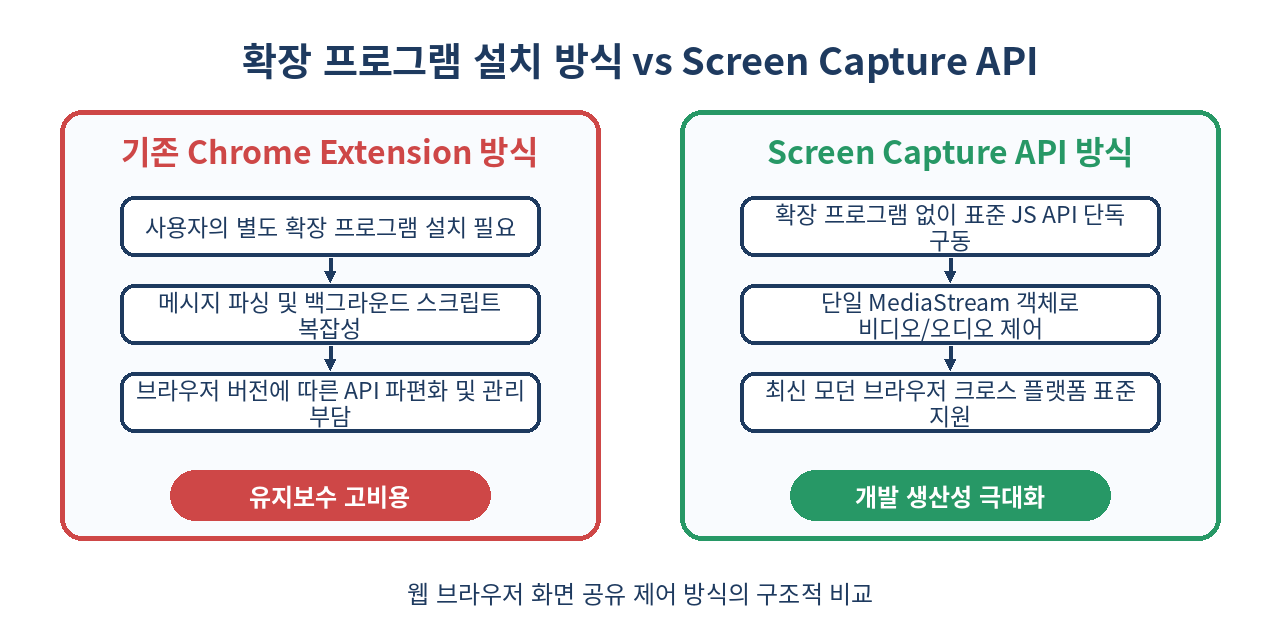 확장 프로그램 설치 방식 vs Screen Capture API
기존 Chrome Extension 방식
사용자의 별도 확장 프로그램 설치 필요
메시지 파싱 및 백그라운드 스크립트
복잡성
브라우저 버전에 따른 API 파편화 및 관리
부담
유지보수 고비용
Screen Capture API 방식
확장 프로그램 없이 표준 JS API 단독
구동
단일 MediaStream 객체로
비디오/오디오 제어
최신 모던 브라우저 크로스 플랫폼 표준
지원
개발 생산성 극대화
웹 브라우저 화면 공유 제어 방식의 구조적 비교